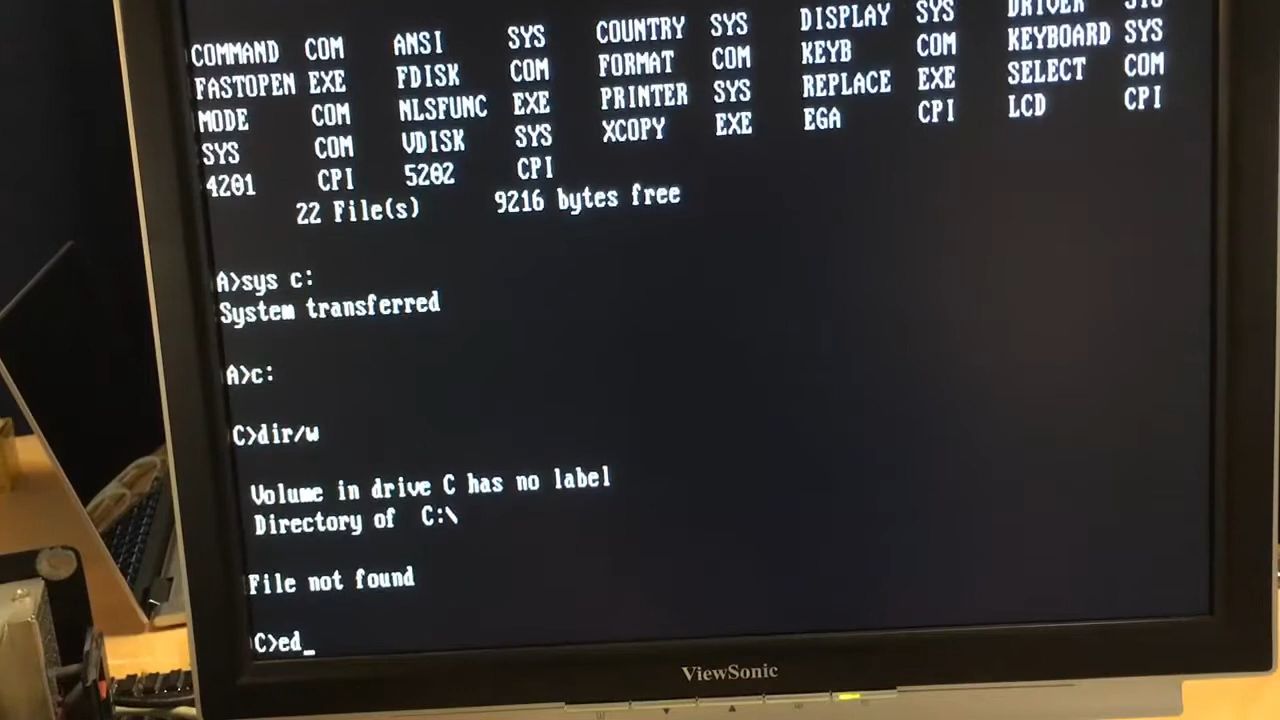 COMMAND COM ANSI SYS COUNTRY SYS DISPLAY SYS DRIVER SYS
FASTOPEN EXE FDISK COM FORMAT COM KEYB COM KEYBOARD SYS
MODE COM NLSFUNC EXE PRINTER SYS REPLACE EXE SELECT COM
SYS COM VDISK SYS XCOPY EXE EGA CPI LCD CPI
4201 CPI 5202 CPI
22 File(s) 9216 bytes free
A>sys c:
System transferred
A>c:
C>dir/w
Volume in drive C has no label
Directory of C:\
File not found
C>ed_
ViewSonic